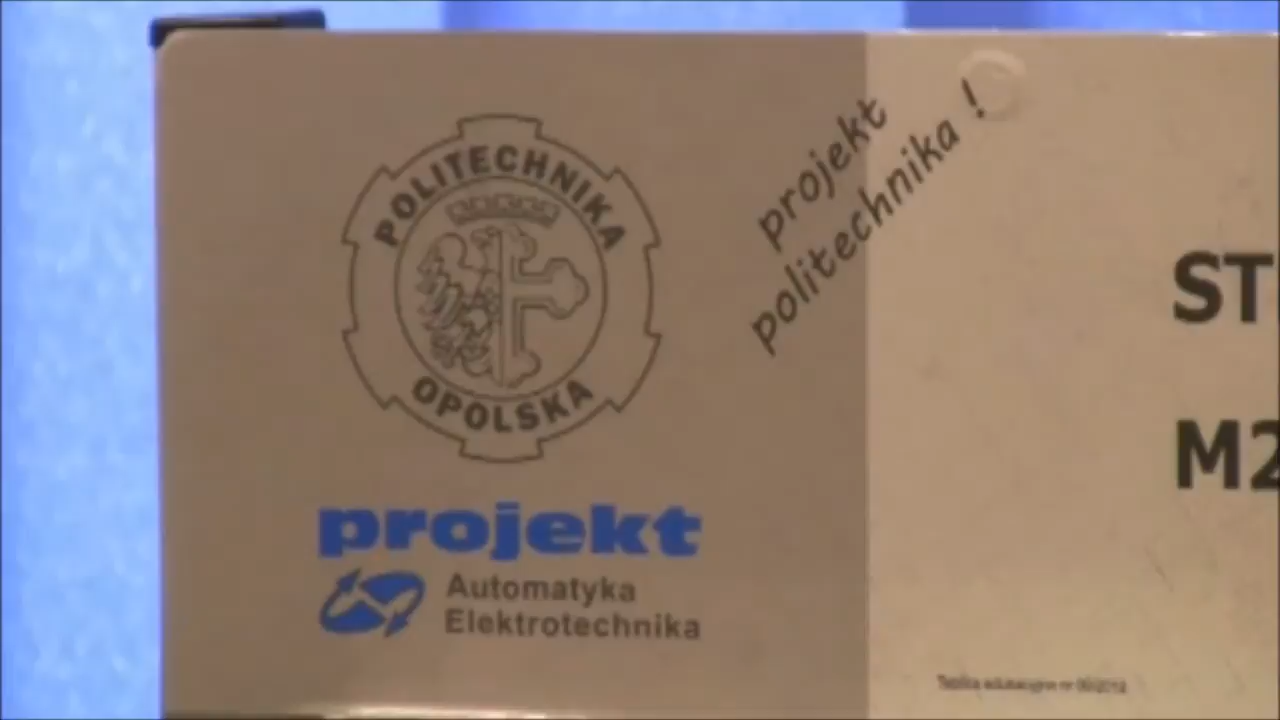 POLITECHNIKA
OPOLSKA
projekt
politechnika !
projekt
Automatyka
Elektrotechnika
ST
M2